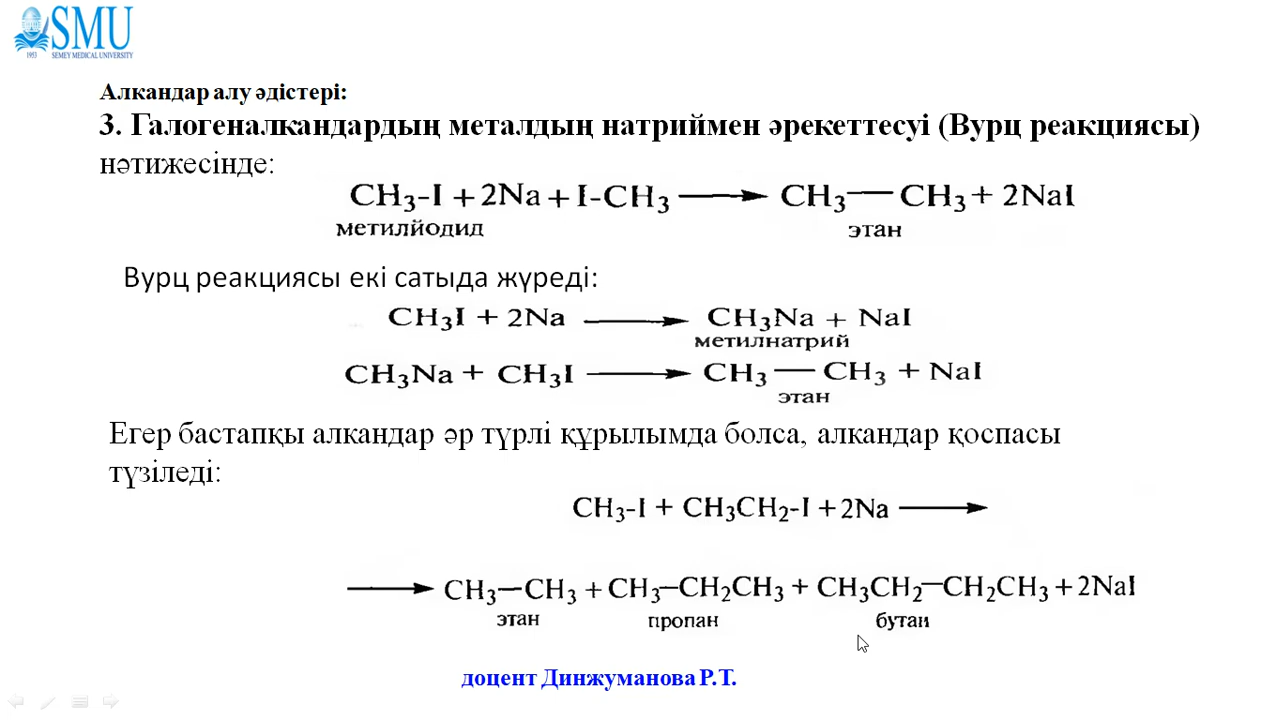 SMU
1953 SEMEY MEDICAL UNIVERSITY
Алкандар алу әдістері:
3. Галогеналкандардың металдың натриймен әрекеттесуі (Вурц реакциясы)
нәтижесінде:
CH₃-I + 2Na + I-CH₃ ⟶ CH₃—CH₃ + 2NaI
метилйодид этан
Вурц реакциясы екі сатыда жүреді:
CH₃I + 2Na ⟶ CH₃Na + NaI
метилнатрий
CH₃Na + CH₃I ⟶ CH₃—CH₃ + NaI
этан
Егер бастапқы алкандар әр түрлі құрылымда болса, алкандар қоспасы
түзіледі:
CH₃-I + CH₃CH₂-I + 2Na ⟶
⟶ CH₃—CH₃ + CH₃—CH₂CH₃ + CH₃CH₂—CH₂CH₃ + 2NaI
этан пропан бутан
доцент Динжуманова Р.Т.